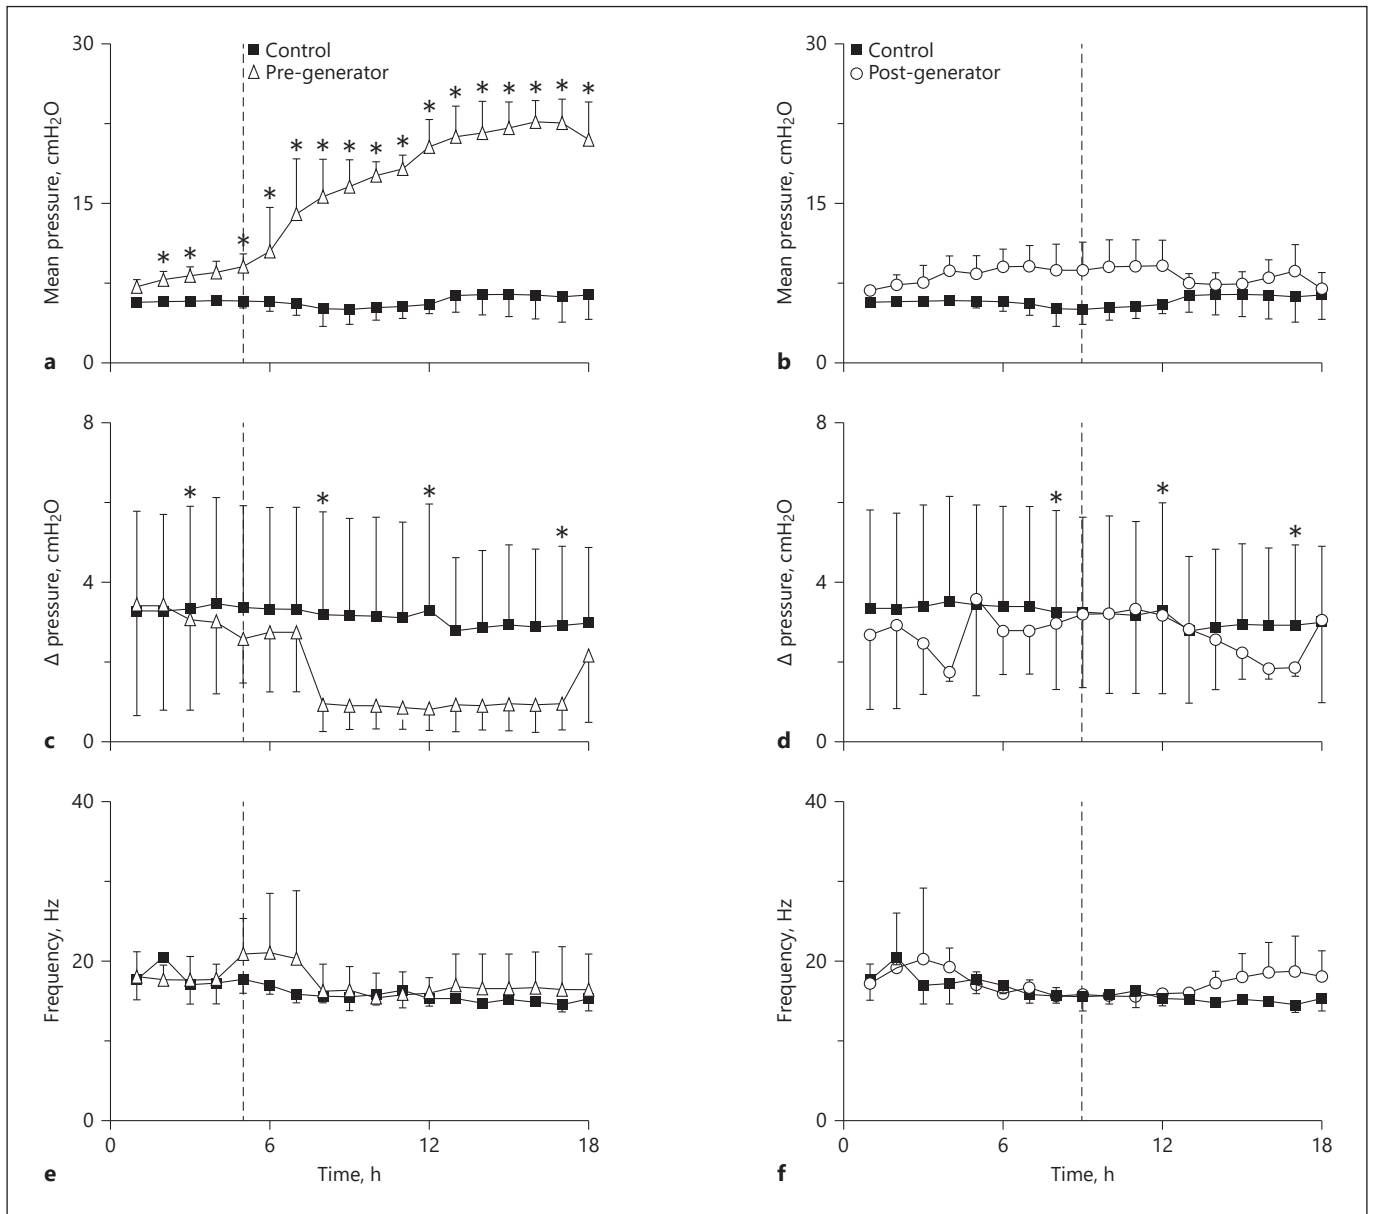 30
15
0
Mean pressure, cmH₂O
Control
Pre-generator
* * * * * * * * * * * * * * * *
a
30
15
0
Mean pressure, cmH₂O
Control
Post-generator
b
8
4
0
Δ pressure, cmH₂O
* * * *
c
8
4
0
Δ pressure, cmH₂O
* * *
d
40
20
0
Frequency, Hz
0 6 12 18
Time, h
e
40
20
0
Frequency, Hz
0 6 12 18
Time, h
f